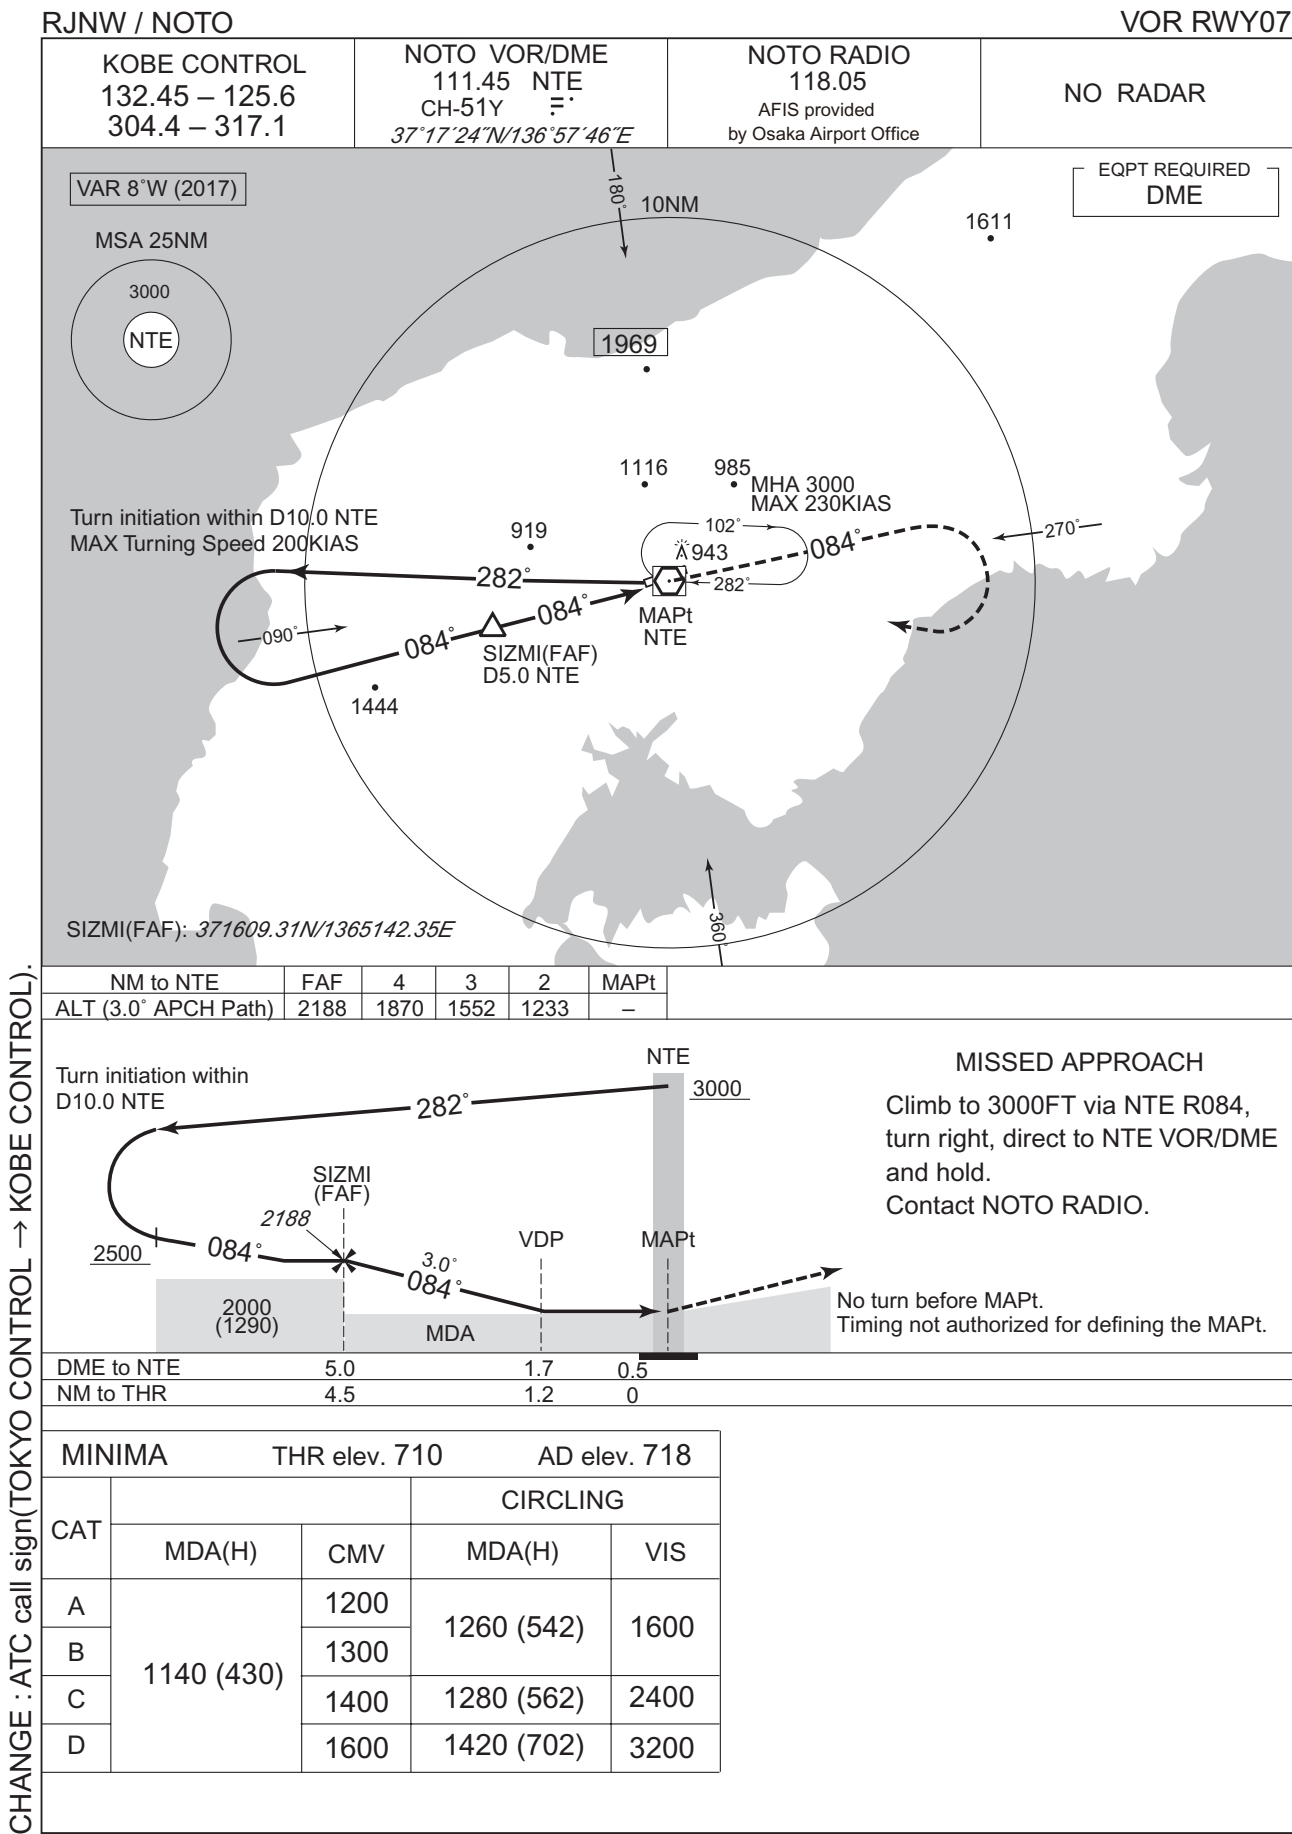 RJNW / NOTO
VOR RWY07
KOBE CONTROL
132.45 – 125.6
304.4 – 317.1
NOTO VOR/DME
111.45 NTE
CH-51Y
37°17´24˝N/136°57´46˝E
NOTO RADIO
118.05
AFIS provided
by Osaka Airport Office
NO RADAR
VAR 8°W (2017)
EQPT REQUIRED
DME
MSA 25NM
3000
NTE
180°
10NM
1611
1969
1116
985
MHA 3000
MAX 230KIAS
Turn initiation within D10.0 NTE
MAX Turning Speed 200KIAS
919
102°
943
084°
270°
282°
282°
084°
MAPt
NTE
090°
084°
SIZMI(FAF)
D5.0 NTE
1444
360°
SIZMI(FAF): 371609.31N/1365142.35E
NM to NTE FAF 4 3 2 MAPt
ALT (3.0° APCH Path) 2188 1870 1552 1233 –
Turn initiation within
D10.0 NTE
NTE
3000
282°
SIZMI
(FAF)
2188
2500
084°
3.0°
084°
VDP
MAPt
2000
(1290)
MDA
MISSED APPROACH
Climb to 3000FT via NTE R084,
turn right, direct to NTE VOR/DME
and hold.
Contact NOTO RADIO.
No turn before MAPt.
Timing not authorized for defining the MAPt.
DME to NTE 5.0 1.7 0.5
NM to THR 4.5 1.2 0
MINIMA THR elev. 710 AD elev. 718
CAT
CIRCLING
MDA(H) CMV MDA(H) VIS
A 1200
1260 (542) 1600
B 1300
1140 (430)
C 1400 1280 (562) 2400
D 1600 1420 (702) 3200
CHANGE : ATC call sign(TOKYO CONTROL → KOBE CONTROL).